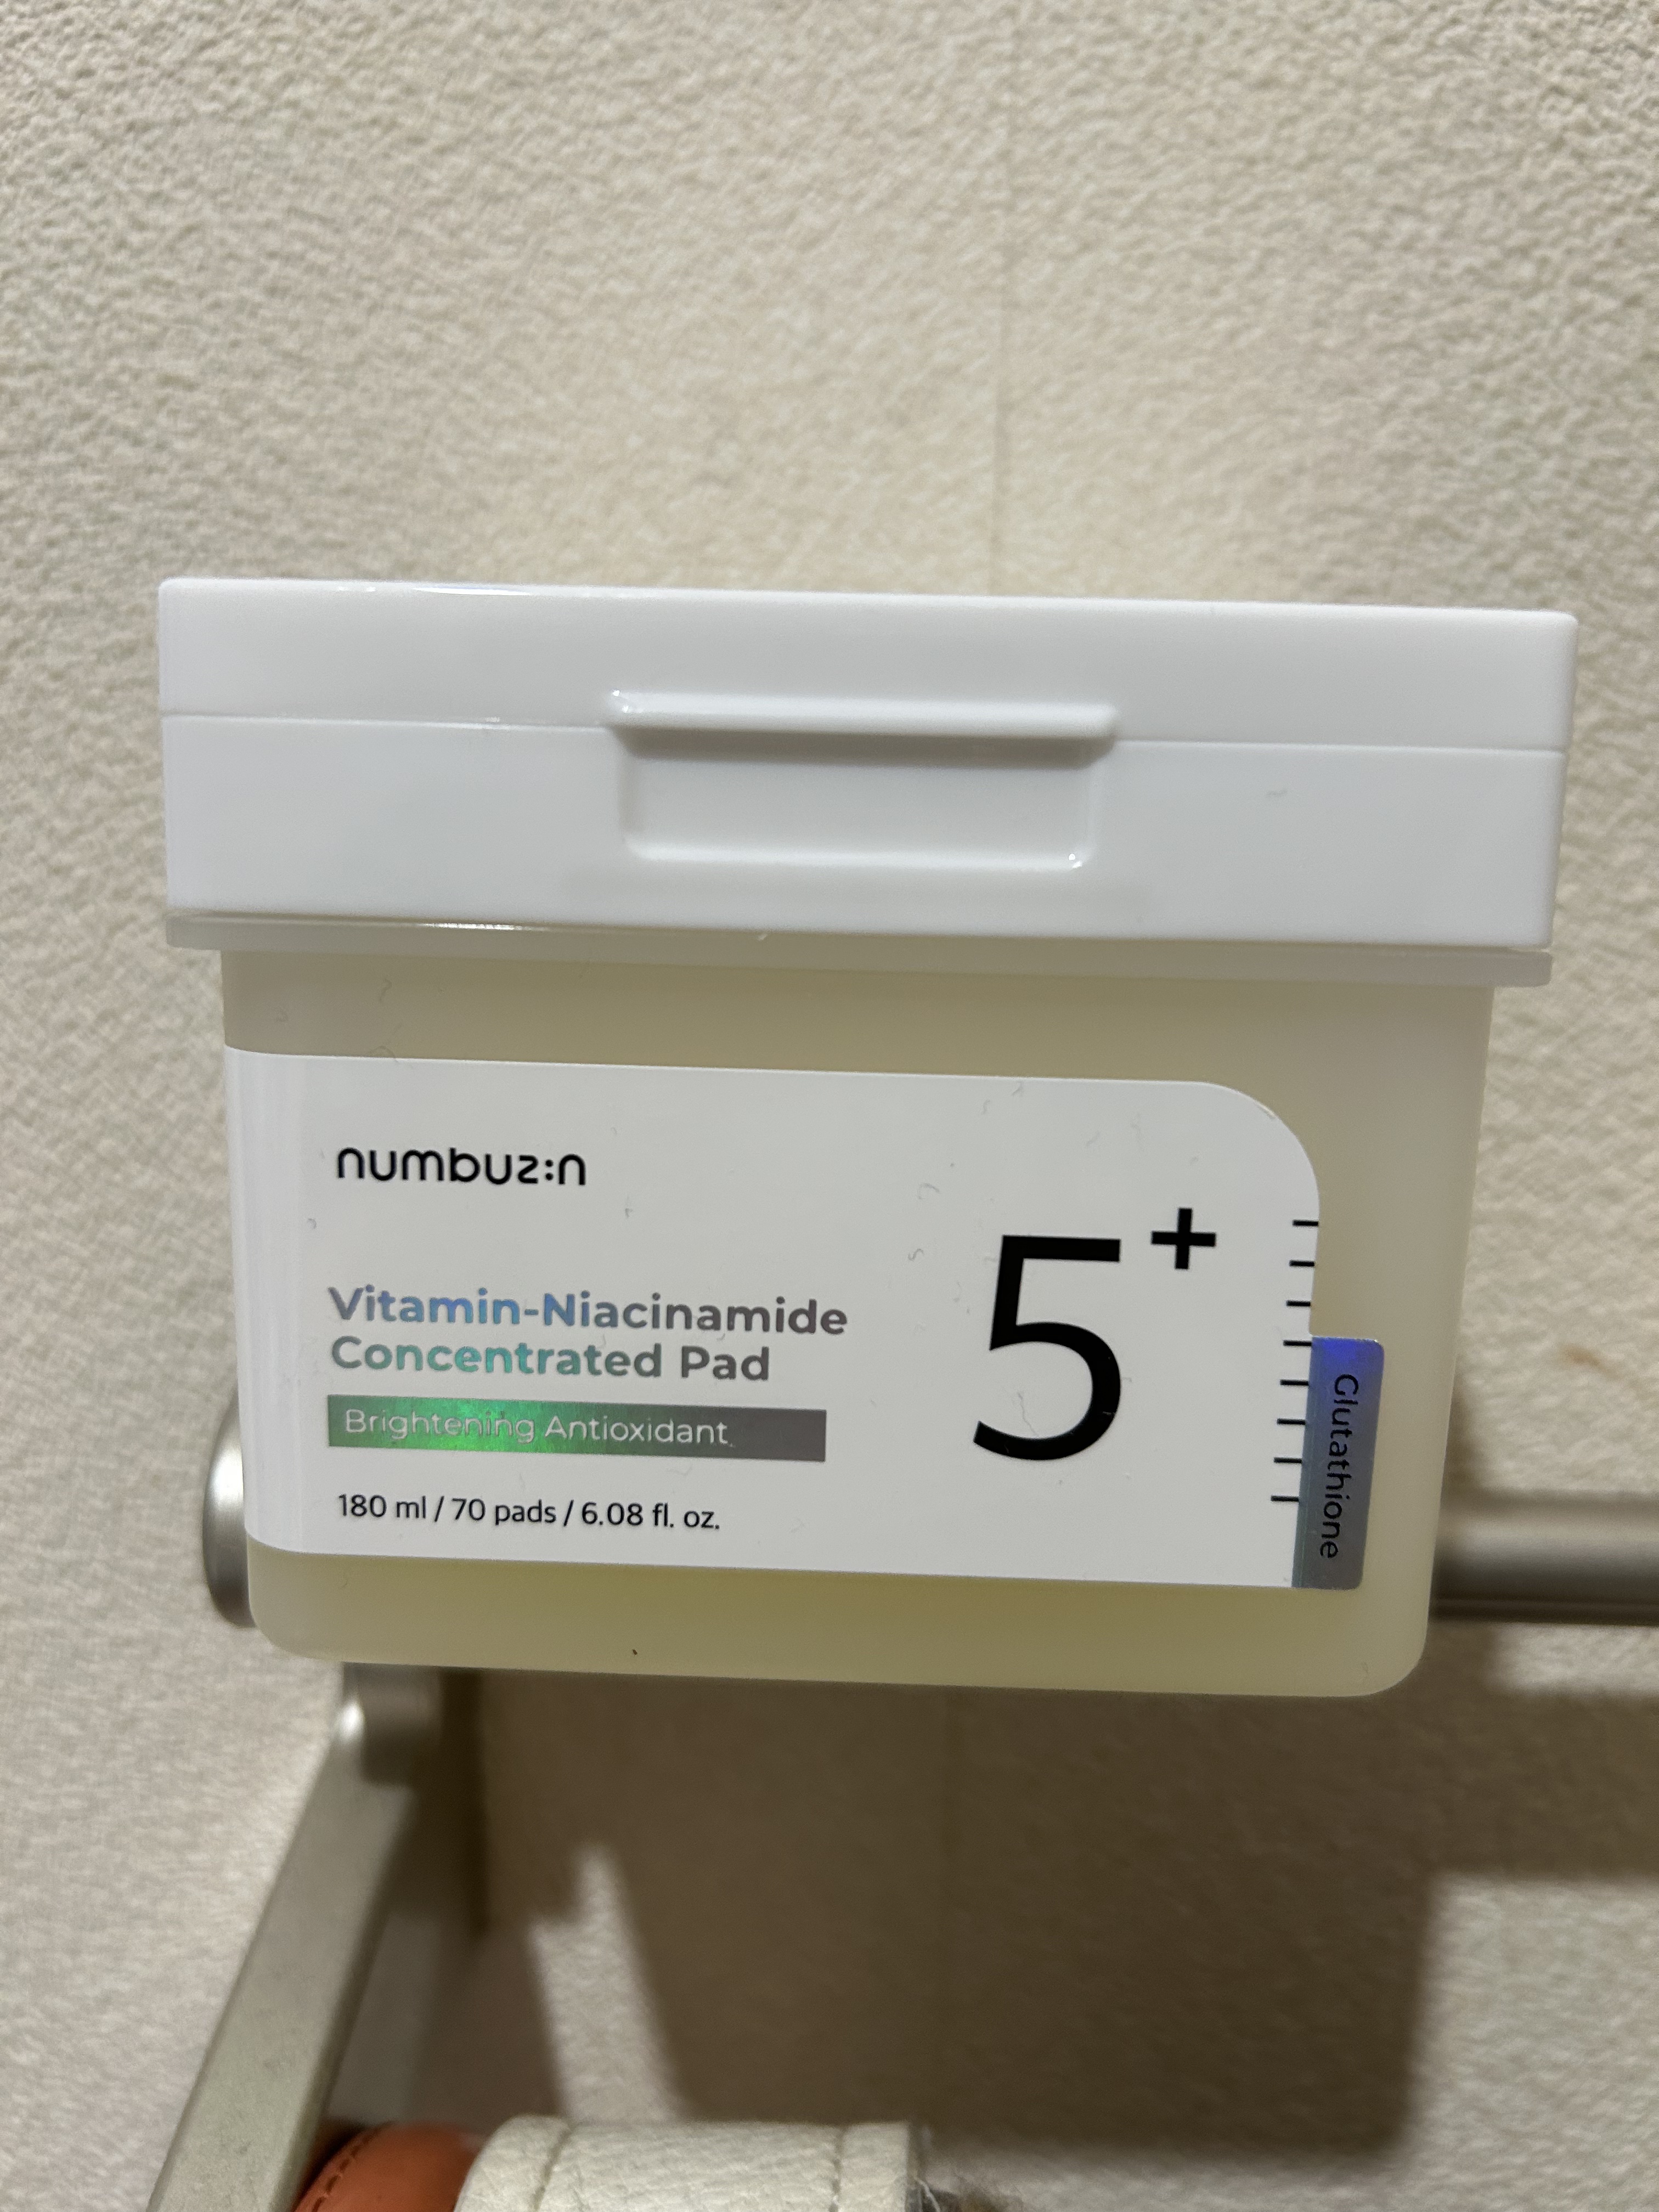 numbuz:n
5+
Vitamin-Niacinamide
Concentrated Pad
Brightening Antioxidant
180 ml / 70 pads / 6.08 fl. oz.
Glutathione